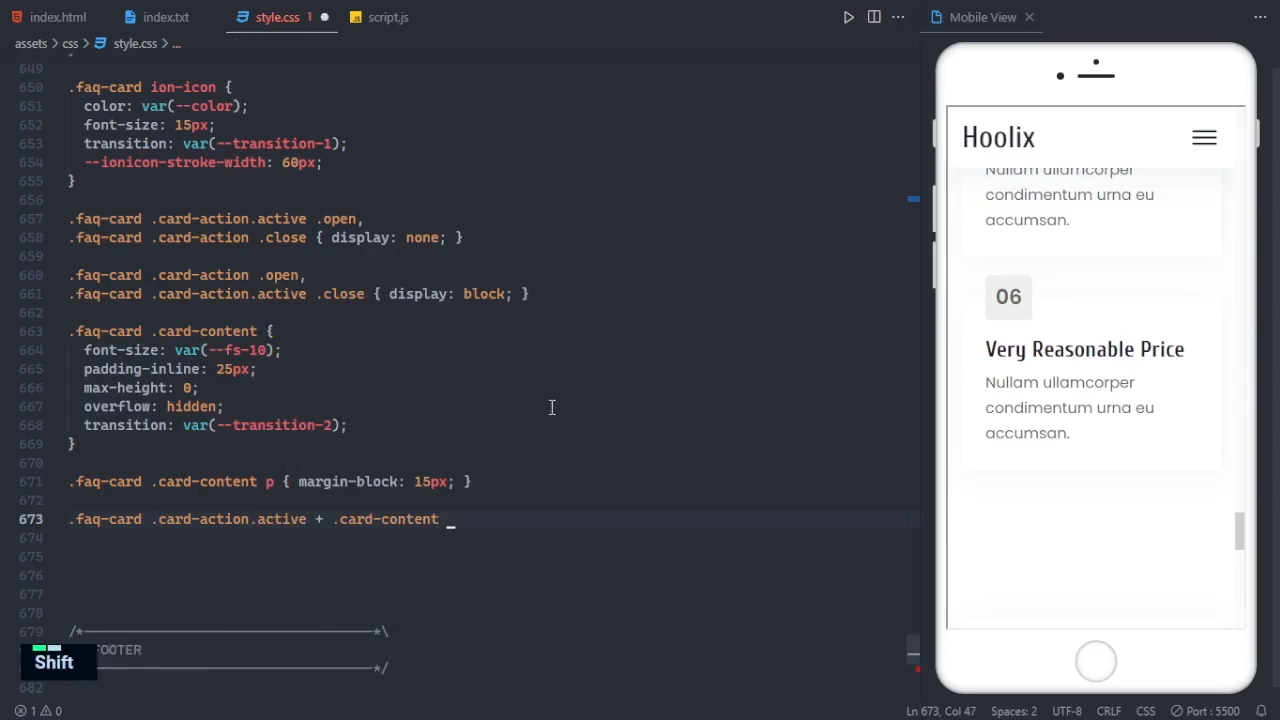 index.html
index.txt
style.css 1
script.js
Mobile View
assets > css > style.css > ...
649
650 .faq-card ion-icon {
651 color: var(--color);
652 font-size: 15px;
653 transition: var(--transition-1);
654 --ionicon-stroke-width: 60px;
655 }
656
657 .faq-card .card-action.active .open,
658 .faq-card .card-action .close { display: none; }
659
660 .faq-card .card-action .open,
661 .faq-card .card-action.active .close { display: block; }
662
663 .faq-card .card-content {
664 font-size: var(--fs-10);
665 padding-inline: 25px;
666 max-height: 0;
667 overflow: hidden;
668 transition: var(--transition-2);
669 }
670
671 .faq-card .card-content p { margin-block: 15px; }
672
673 .faq-card .card-action.active + .card-content
674
675
676
677
678
679 /*-----------------------------------*\
FOOTER
-----------------------------------*/
682
Shift
Hoolix
Nullam ullamcorper
condimentum urna eu
accumsan.
06
Very Reasonable Price
Nullam ullamcorper
condimentum urna eu
accumsan.
1 0
Ln 673, Col 47
Spaces: 2
UTF-8
CRLF
CSS
Port : 5500